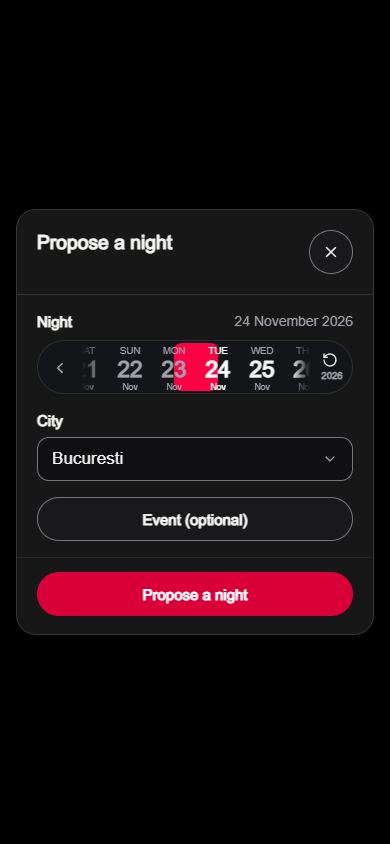 Propose a night
Night
24 November 2026
SUN MON TUE WED
22 23 24 25
Nov Nov Nov Nov
2026
City
Bucuresti
Event (optional)
Propose a night